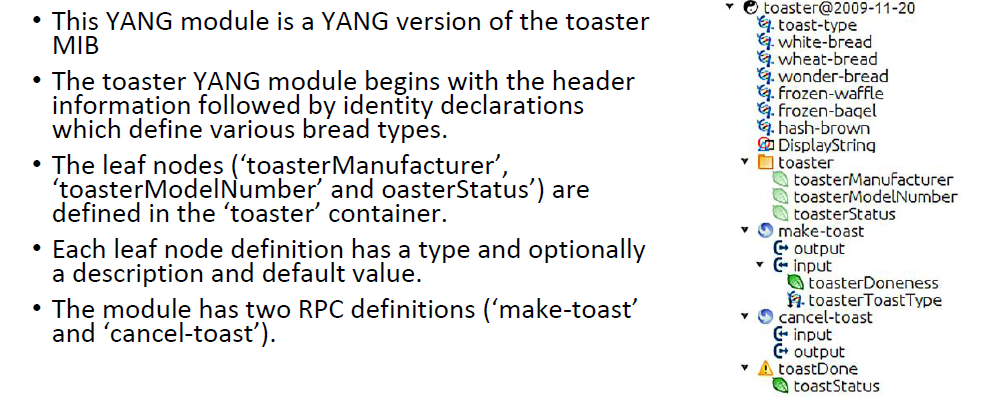 • This YANG module is a YANG version of the toaster
MIB
• The toaster YANG module begins with the header
information followed by identity declarations
which define various bread types.
• The leaf nodes (‘toasterManufacturer’,
‘toasterModelNumber’ and oasterStatus’) are
defined in the ‘toaster’ container.
• Each leaf node definition has a type and optionally
a description and default value.
• The module has two RPC definitions (‘make-toast’
and ‘cancel-toast’).
toaster@2009-11-20
toast-type
white-bread
wheat-bread
wonder-bread
frozen-waffle
frozen-bagel
hash-brown
DisplayString
toaster
toasterManufacturer
toasterModelNumber
toasterStatus
make-toast
output
input
toasterDoneness
toasterToastType
cancel-toast
input
output
toastDone
toastStatus